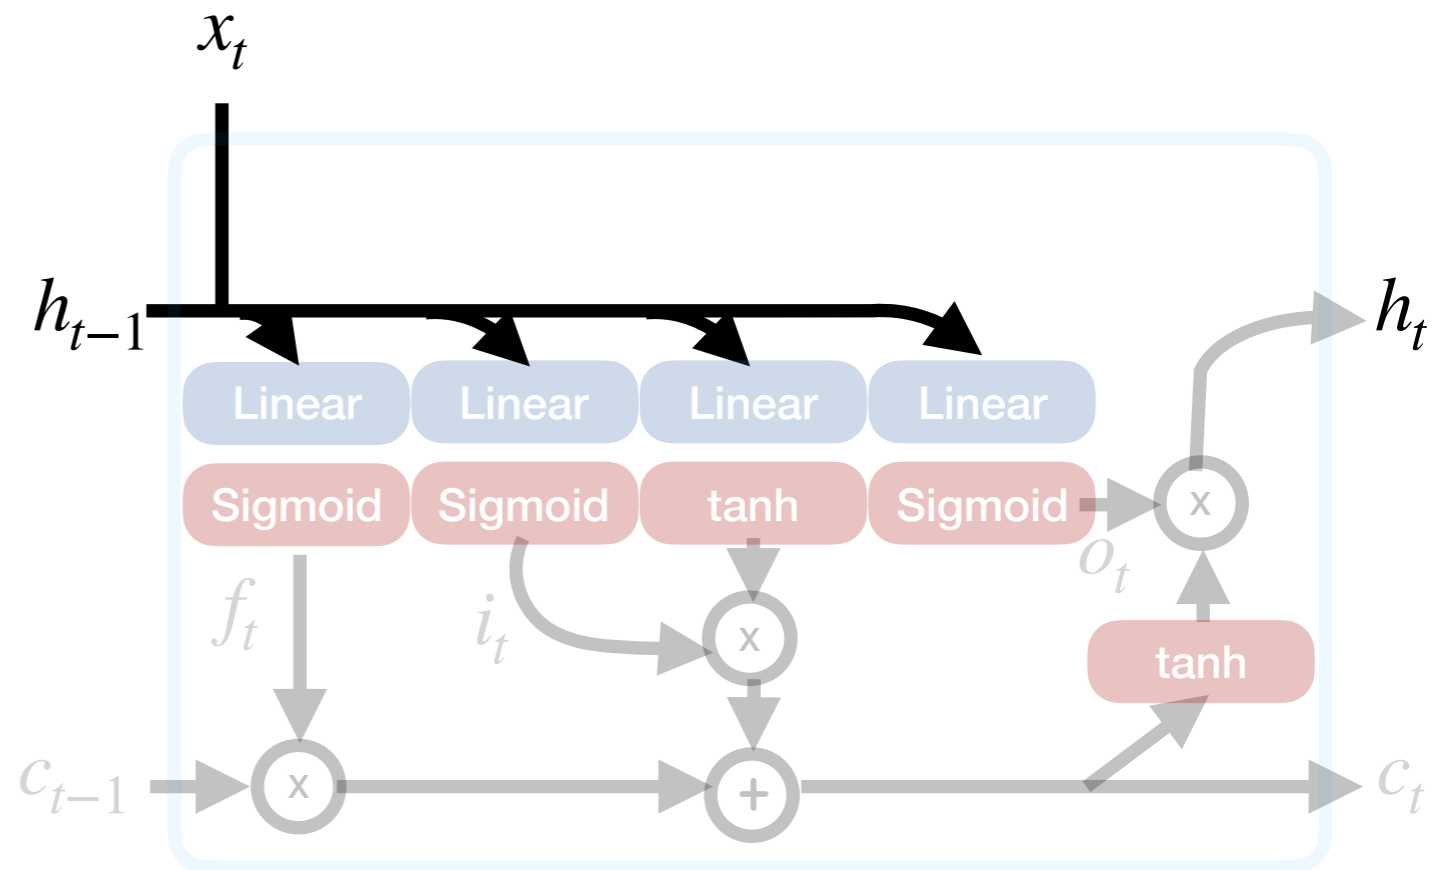 x_t
h_{t−1} h_t
Linear Linear Linear Linear
Sigmoid Sigmoid tanh Sigmoid
x
f_t i_t o_t
x
tanh
c_{t−1} x + c_t